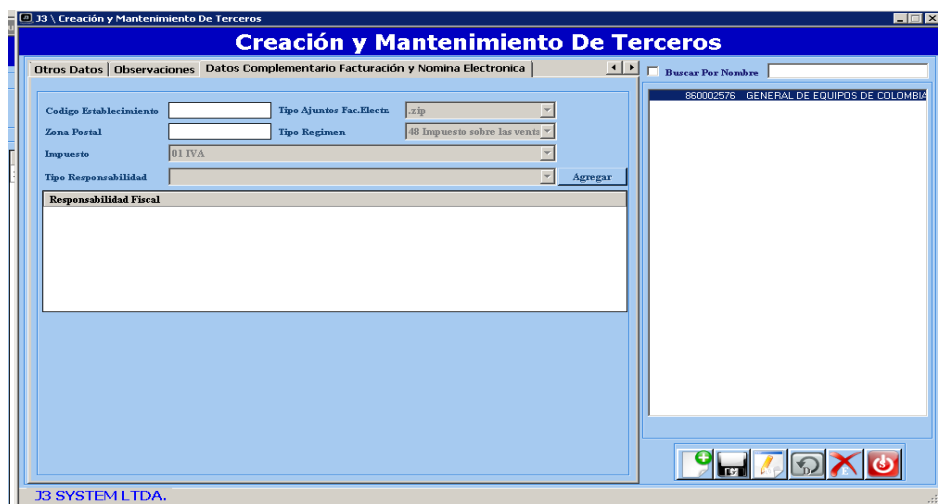 J3 \ Creación y Mantenimiento De Terceros
Creación y Mantenimiento De Terceros
Otros Datos Observaciones Datos Complementario Facturación y Nomina Electronica
Buscar Por Nombre
860002576 GENERAL DE EQUIPOS DE COLOMBIA
Codigo Establecimiento Tipo Ajuntos Fac.Electr. .zip
Zona Postal Tipo Regimen 48 Impuesto sobre las venta
Impuesto 01 IVA
Tipo Responsabilidad Agregar
Responsabilidad Fiscal
J3 SYSTEM LTDA.